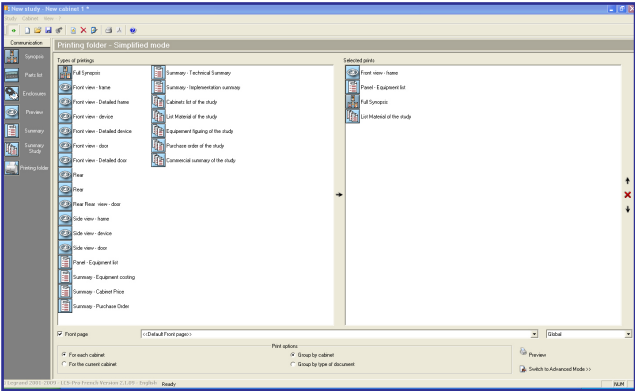 New study - New cabinet 1 *
Study Cabinet View ?
Communication
Printing folder - Simplified mode
Synopsis
Parts list
Enclosures
Preview
Summary
Summary Study
Printing folder
Types of printings
Full Synopsis
Front view - frame
Front view - Detailed frame
Front view - device
Front view - Detailed device
Front view - door
Front view - Detailed door
Rear
Rear
Rear Rear view - door
Side view - frame
Side view - device
Side view - door
Panel - Equipment list
Summary - Equipment costing
Summary - Cabinet Price
Summary - Purchase Order
Summary - Technical Summary
Summary - Implementation summary
Cabinets list of the study
List Material of the study
Equipement figuring of the study
Purchase order of the study
Commercial summary of the study
Selected prints
Front view - frame
Panel - Equipment list
Full Synopsis
List Material of the study
Front page
<<Default Front page>>
Global
Print options
For each cabinet
For the current cabinet
Group by cabinet
Group by type of document
Preview
Switch to Advanced Mode >>
Ready
NUM